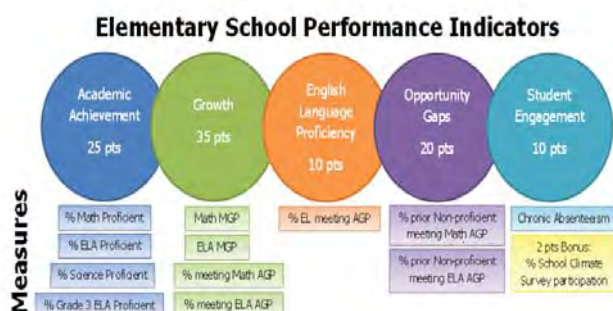 Elementary School Performance Indicators
Academic
Achievement
25 pts
Growth
35 pts
English
Language
Proficiency
10 pts
Opportunity
Gaps
20 pts
Student
Engagement
10 pts
Measures
% Math Proficient
% ELA Proficient
% Science Proficient
% Grade 3 ELA Proficient
Math MGP
ELA MGP
% meeting Math AGP
% meeting ELA AGP
% EL meeting AGP
% prior Non-proficient
meeting Math AGP
% prior Non-proficient
meeting ELA AGP
Chronic Absenteeism
2 pts Bonus:
% School Climate
Survey participation